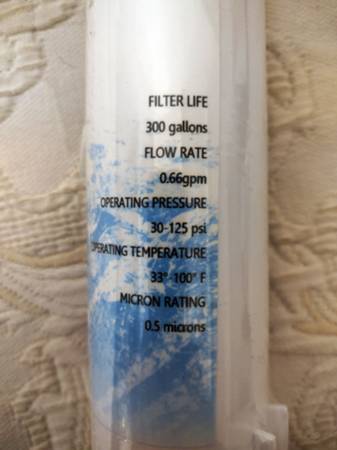 FILTER LIFE
300 gallons
FLOW RATE
0.66gpm
OPERATING PRESSURE
30-125 psi
OPERATING TEMPERATURE
33°-100° F
MICRON RATING
0.5 microns